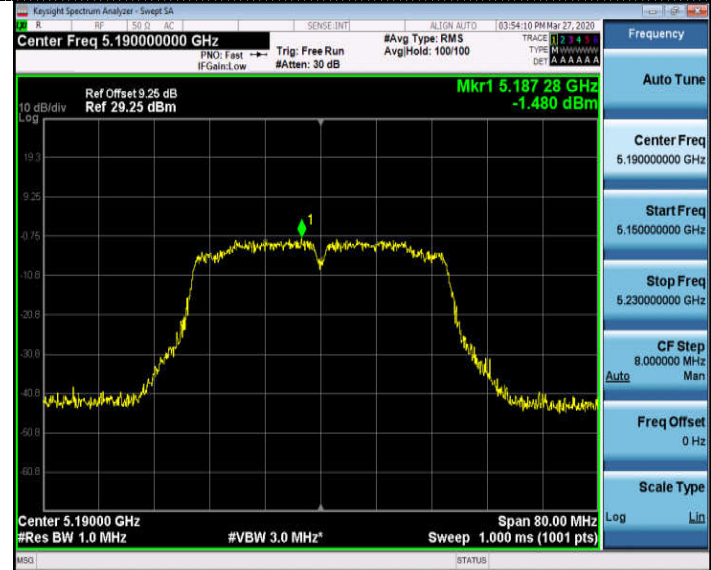 Keysight Spectrum Analyzer - Swept SA
R RF 50 Ω AC SENSE:INT ALIGN AUTO 03:54:10 PM Mar 27, 2020
Center Freq 5.190000000 GHz
PNO: Fast
IFGain:Low
Trig: Free Run
#Atten: 30 dB
#Avg Type: RMS
Avg|Hold: 100/100
TRACE 1 2 3 4 5 6
TYPE M WWWWW
DET A A A A A A
Frequency
Auto Tune
Center Freq
5.190000000 GHz
Start Freq
5.150000000 GHz
Stop Freq
5.230000000 GHz
CF Step
8.000000 MHz
Auto Man
Freq Offset
0 Hz
Scale Type
Log Lin
Mkr1 5.187 28 GHz
-1.480 dBm
Ref Offset 9.25 dB
10 dB/div Ref 29.25 dBm
Log
19.3
9.25
-0.75
-10.8
-20.8
-30.8
-40.8
-50.8
-60.8
1
Center 5.19000 GHz Span 80.00 MHz
#Res BW 1.0 MHz #VBW 3.0 MHz* Sweep 1.000 ms (1001 pts)
MSG STATUS